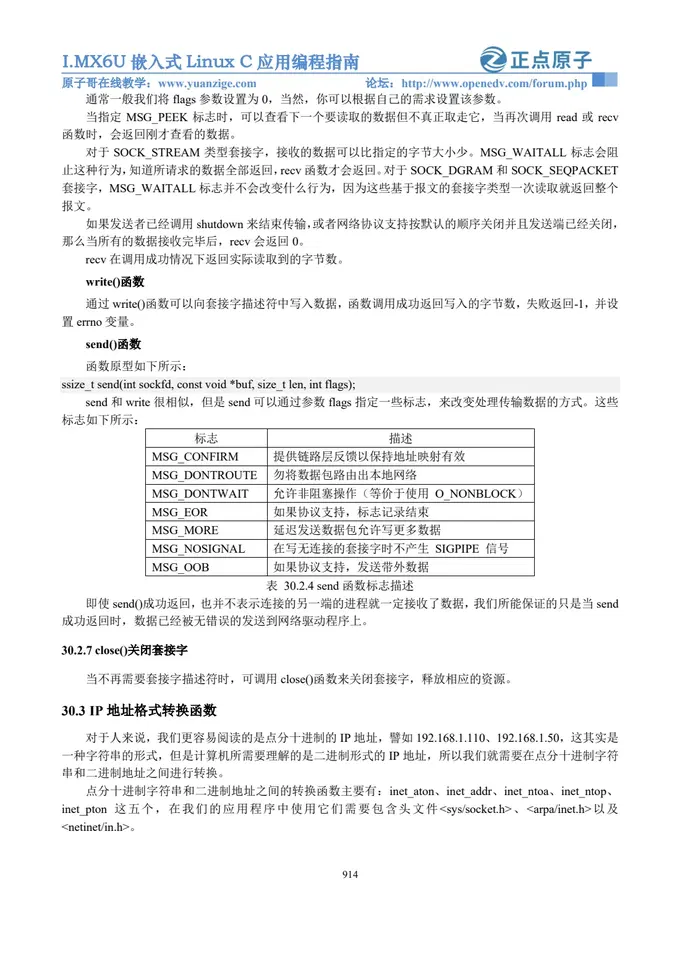 I.MX6U 嵌入式 Linux C 应用编程指南
正点原子
原子哥在线教学：www.yuanzige.com 论坛：http://www.openedv.com/forum.php
通常一般我们将 flags 参数设置为 0，当然，你可以根据自己的需求设置该参数。
当指定 MSG_PEEK 标志时，可以查看下一个要读取的数据但不真正取走它，当再次调用 read 或 recv
函数时，会返回刚才查看的数据。
对于 SOCK_STREAM 类型套接字，接收的数据可以比指定的字节大小少。MSG_WAITALL 标志会阻
止这种行为，知道所请求的数据全部返回，recv 函数才会返回。对于 SOCK_DGRAM 和 SOCK_SEQPACKET
套接字，MSG_WAITALL 标志并不会改变什么行为，因为这些基于报文的套接字类型一次读取就返回整个
报文。
如果发送者已经调用 shutdown 来结束传输，或者网络协议支持按默认的顺序关闭并且发送端已经关闭，
那么当所有的数据接收完毕后，recv 会返回 0。
recv 在调用成功情况下返回实际读取到的字节数。
write()函数
通过 write()函数可以向套接字描述符中写入数据，函数调用成功返回写入的字节数，失败返回-1，并设
置 errno 变量。
send()函数
函数原型如下所示：
ssize_t send(int sockfd, const void *buf, size_t len, int flags);
send 和 write 很相似，但是 send 可以通过参数 flags 指定一些标志，来改变处理传输数据的方式。这些
标志如下所示：
标志 描述
MSG_CONFIRM 提供链路层反馈以保持地址映射有效
MSG_DONTROUTE 勿将数据包路由出本地网络
MSG_DONTWAIT 允许非阻塞操作（等价于使用 O_NONBLOCK）
MSG_EOR 如果协议支持，标志记录结束
MSG_MORE 延迟发送数据包允许写更多数据
MSG_NOSIGNAL 在写无连接的套接字时不产生 SIGPIPE 信号
MSG_OOB 如果协议支持，发送带外数据
表 30.2.4 send 函数标志描述
即使 send()成功返回，也并不表示连接的另一端的进程就一定接收了数据，我们所能保证的只是当 send
成功返回时，数据已经被无错误的发送到网络驱动程序上。
30.2.7 close()关闭套接字
当不再需要套接字描述符时，可调用 close()函数来关闭套接字，释放相应的资源。
30.3 IP 地址格式转换函数
对于人来说，我们更容易阅读的是点分十进制的 IP 地址，譬如 192.168.1.110、192.168.1.50，这其实是
一种字符串的形式，但是计算机所需要理解的是二进制形式的 IP 地址，所以我们就需要在点分十进制字符
串和二进制地址之间进行转换。
点分十进制字符串和二进制地址之间的转换函数主要有：inet_aton、inet_addr、inet_ntoa、inet_ntop、
inet_pton 这五个，在我们的应用程序中使用它们需要包含头文件<sys/socket.h>、<arpa/inet.h>以及
<netinet/in.h>。
914